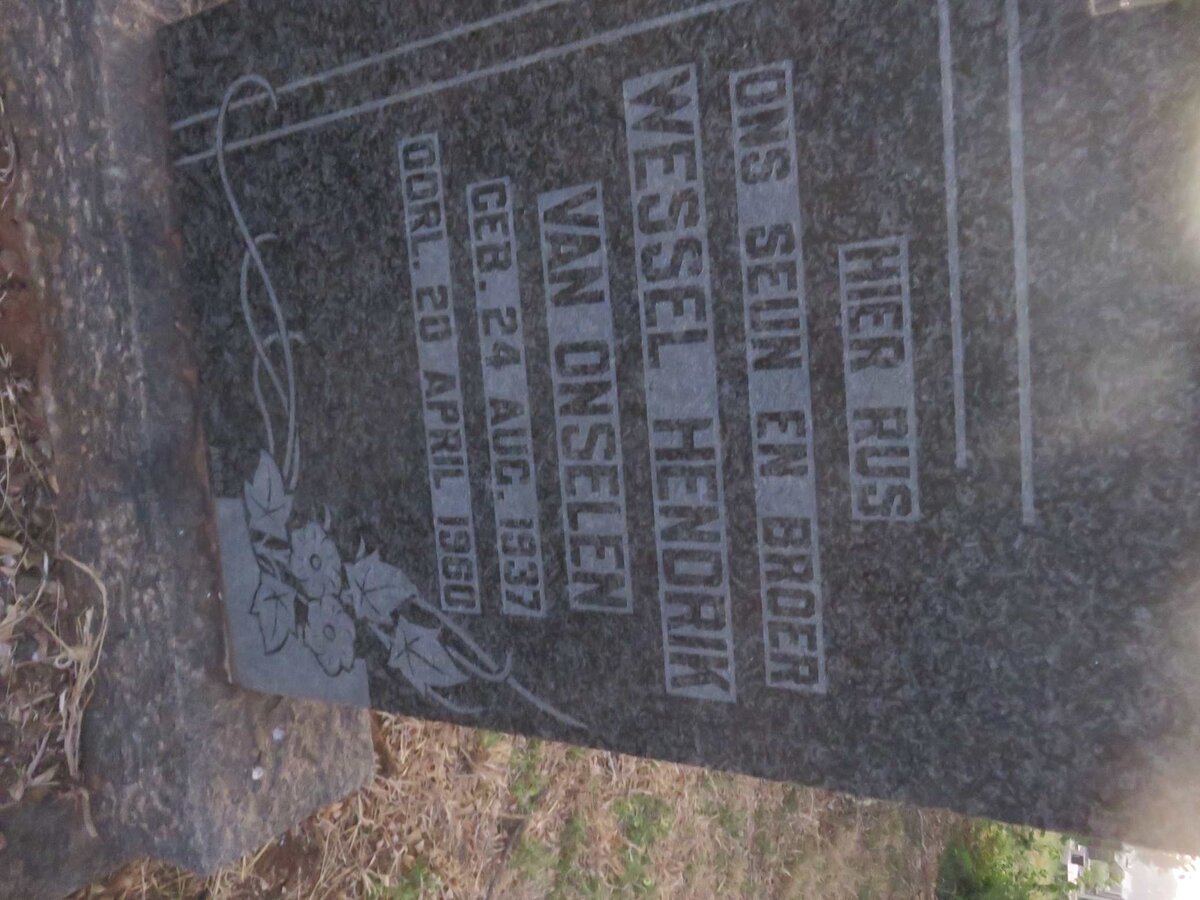 HIER RUS
ONS SEUN EN BROER
WESSEL HENDRIK
VAN ONSELEN
GEB. 24 AUG. 1937
OORL. 20 APRIL 1960